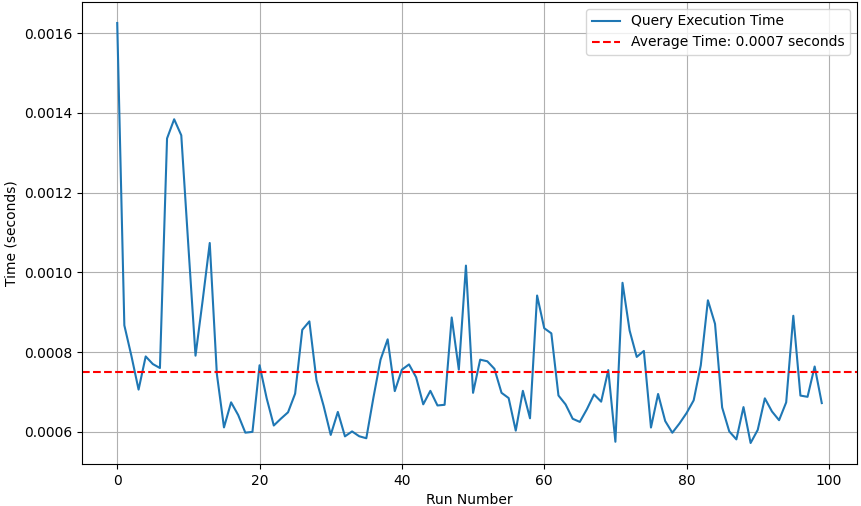 Query Execution Time
Average Time: 0.0007 seconds
0.0016
0.0014
0.0012
0.0010
0.0008
0.0006
Time (seconds)
0 20 40 60 80 100
Run Number